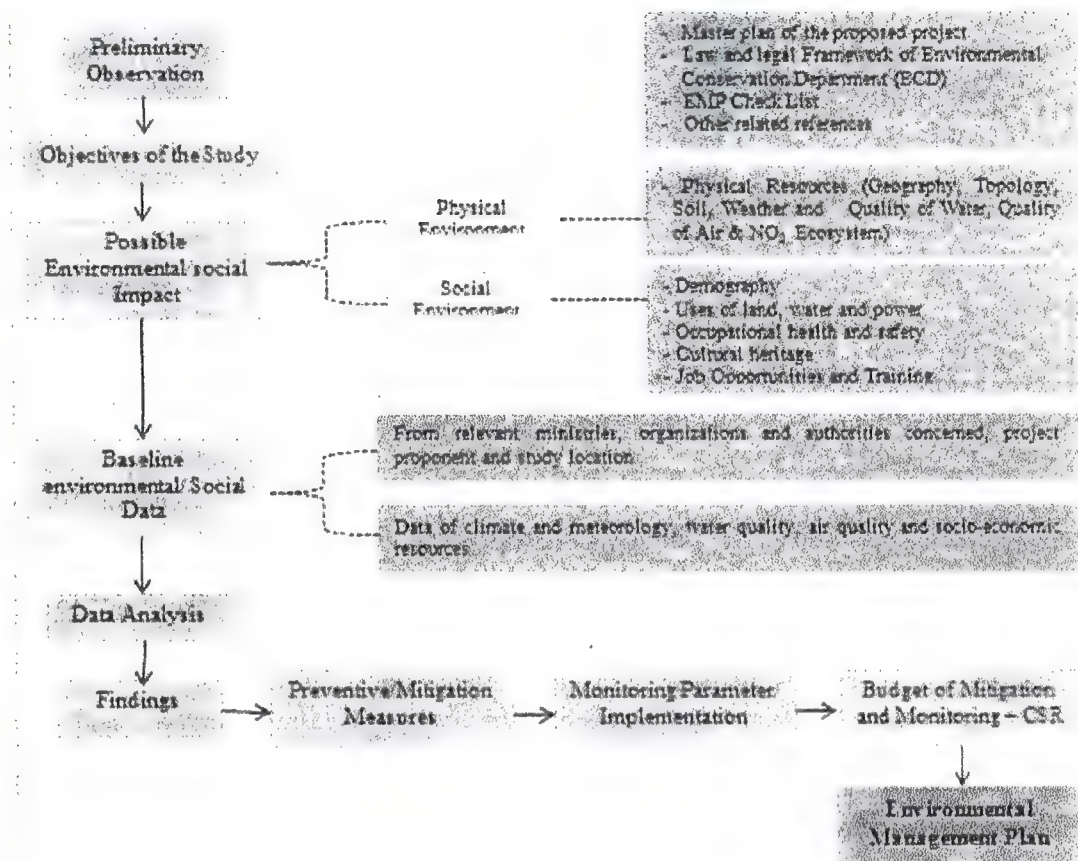 Preliminary
Observation
Objectives of the Study
Possible
Environmental social
Impact
Baseline
environmental/Social
Data
Data Analysis
Findings
Physical
Environment
Social
Environment
- Master plan of the proposed project
- Law and legal Framework of Environmental
Conservation Department (ECD)
- EMP Check List
- Other related references
- Physical Resources (Geography, Topology,
Soil, Weather and Quality of Water, Quality
of Air & NO₂, Ecosystem)
- Demography
- Uses of land, water and power
- Occupational health and safety
- Cultural heritage
- Job Opportunities and Training
From relevant ministries, organizations and authorities concerned, project
proponent and study location
Data of climate and meteorology, water quality, air quality and socio-economic
resources
Preventive/Mitigation
Measures
Monitoring Parameter
Implementation
Budget of Mitigation
and Monitoring – CSR
Environmental
Management Plan